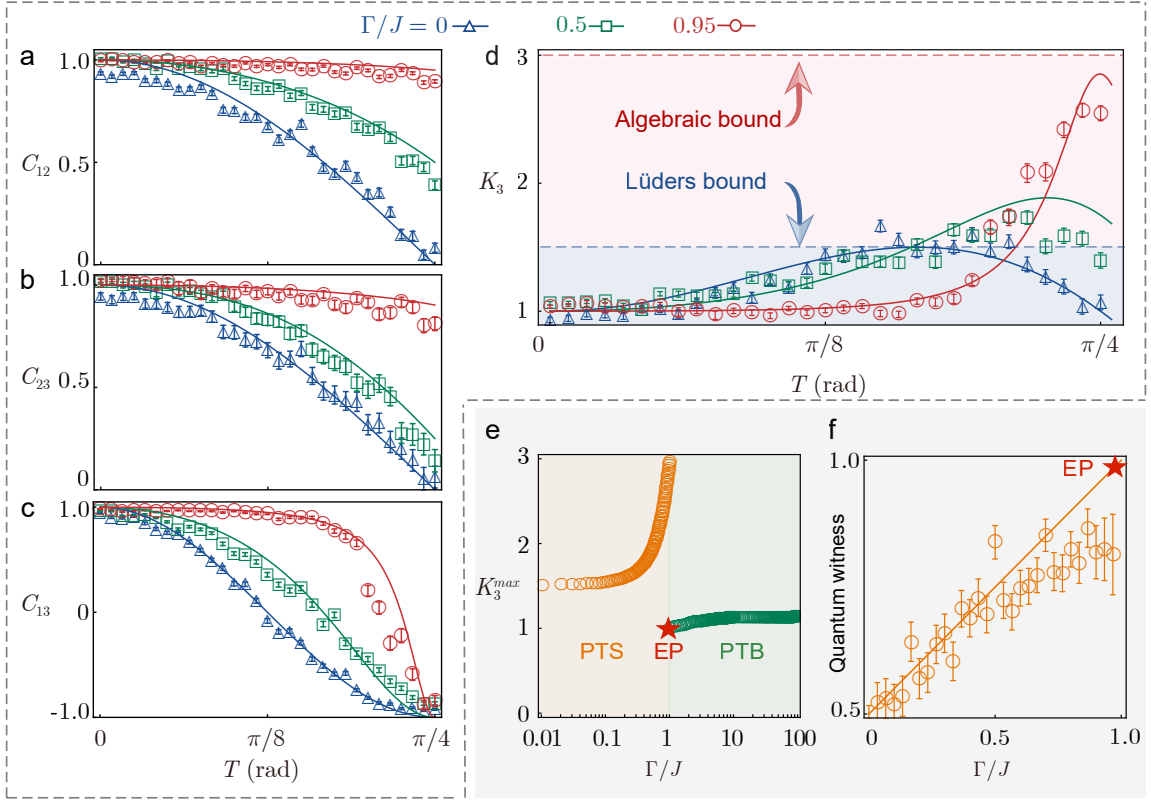 Γ/J = 0 0.5 0.95
a
1.0
0.5
0
C₁₂
b
1.0
0.5
0
C₂₃
c
1.0
0
-1.0
C₁₃
0 π/8 π/4
T (rad)
d
3
2
1
K₃
Algebraic bound
Lüders bound
0 π/8 π/4
T (rad)
e
3
2
1
0
K₃ᵐᵃˣ
PTS EP PTB
0.01 0.1 1 10 100
Γ/J
f
1.0
0.5
Quantum witness
EP
0 0.5 1.0
Γ/J